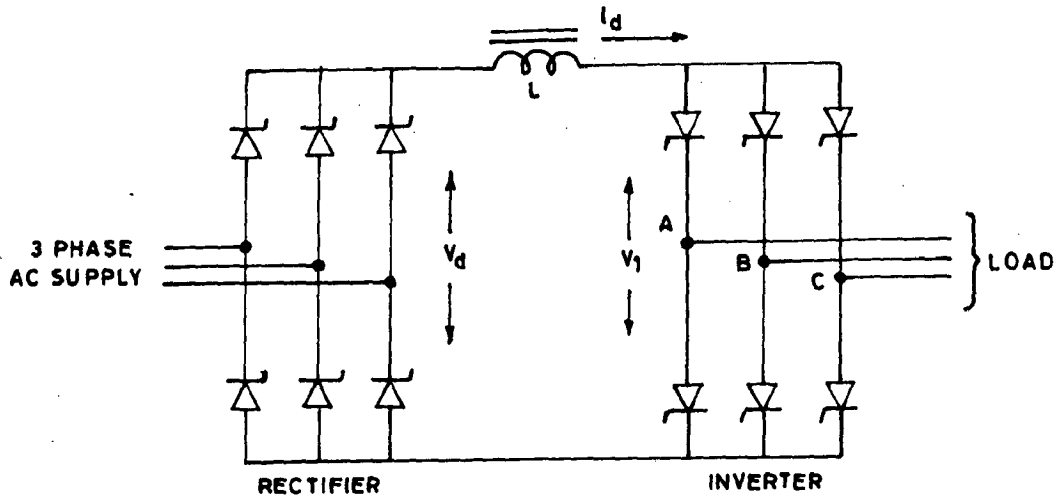 I_d
L
3 PHASE
AC SUPPLY
V_d
V_1
A
B
C
LOAD
RECTIFIER
INVERTER